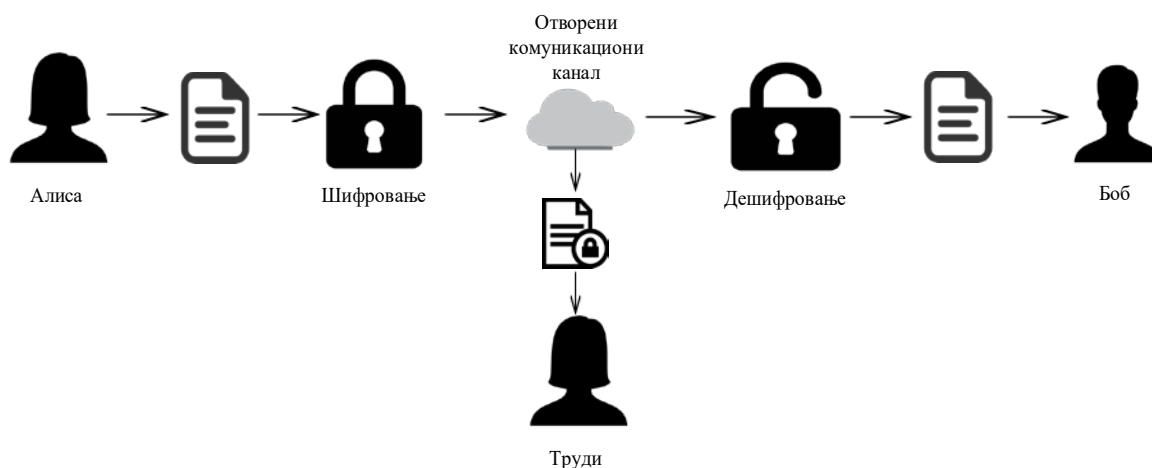 Отворени
комуникациони
канал
Алиса
Шифровање
Дешифровање
Боб
Труди